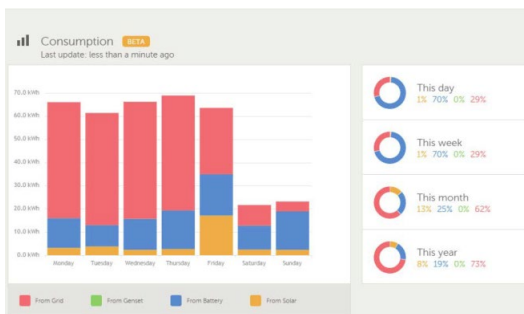 Consumption BETA
Last update: less than a minute ago
70.0 kWh
60.0 kWh
50.0 kWh
40.0 kWh
30.0 kWh
20.0 kWh
10.0 kWh
0.0 kWh
Monday Tuesday Wednesday Thursday Friday Saturday Sunday
From Grid From Genset From Battery From Solar
This day
1% 70% 0% 29%
This week
1% 70% 0% 29%
This month
13% 25% 0% 62%
This year
8% 19% 0% 73%